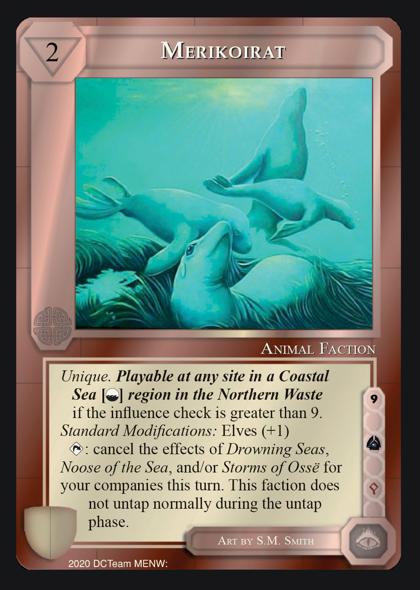 2
Merikoirat
Animal Faction
Unique. Playable at any site in a Coastal
Sea [] region in the Northern Waste
if the influence check is greater than 9.
Standard Modifications: Elves (+1)
: cancel the effects of Drowning Seas,
Noose of the Sea, and/or Storms of Ossë for
your companies this turn. This faction does
not untap normally during the untap
phase.
9
Art by S.M. Smith
2020 DCTeam MENW: